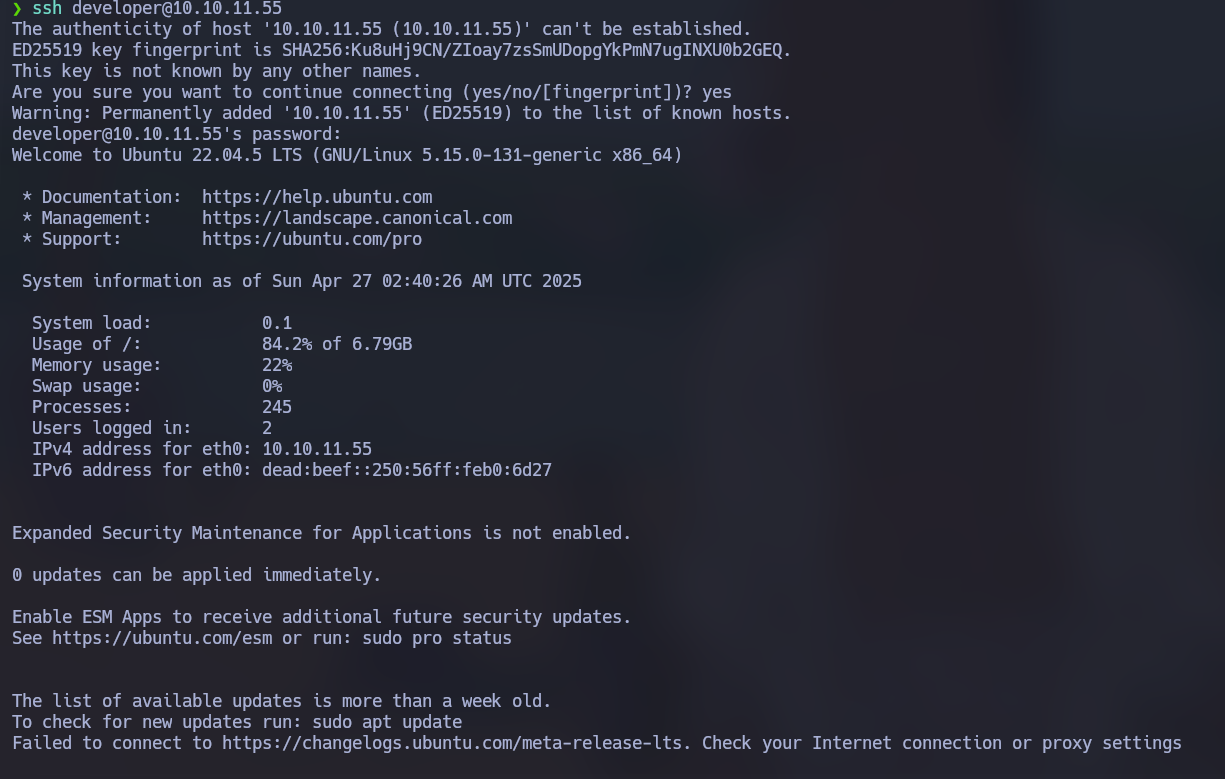 ❯ ssh developer@10.10.11.55
The authenticity of host '10.10.11.55 (10.10.11.55)' can't be established.
ED25519 key fingerprint is SHA256:Ku8uHj9CN/ZIoay7zsSmUDopgYkPmN7ugINXU0b2GEQ.
This key is not known by any other names.
Are you sure you want to continue connecting (yes/no/[fingerprint])? yes
Warning: Permanently added '10.10.11.55' (ED25519) to the list of known hosts.
developer@10.10.11.55's password:
Welcome to Ubuntu 22.04.5 LTS (GNU/Linux 5.15.0-131-generic x86_64)
* Documentation: https://help.ubuntu.com
* Management: https://landscape.canonical.com
* Support: https://ubuntu.com/pro
System information as of Sun Apr 27 02:40:26 AM UTC 2025
System load: 0.1
Usage of /: 84.2% of 6.79GB
Memory usage: 22%
Swap usage: 0%
Processes: 245
Users logged in: 2
IPv4 address for eth0: 10.10.11.55
IPv6 address for eth0: dead:beef::250:56ff:feb0:6d27
Expanded Security Maintenance for Applications is not enabled.
0 updates can be applied immediately.
Enable ESM Apps to receive additional future security updates.
See https://ubuntu.com/esm or run: sudo pro status
The list of available updates is more than a week old.
To check for new updates run: sudo apt update
Failed to connect to https://changelogs.ubuntu.com/meta-release-lts. Check your Internet connection or proxy settings